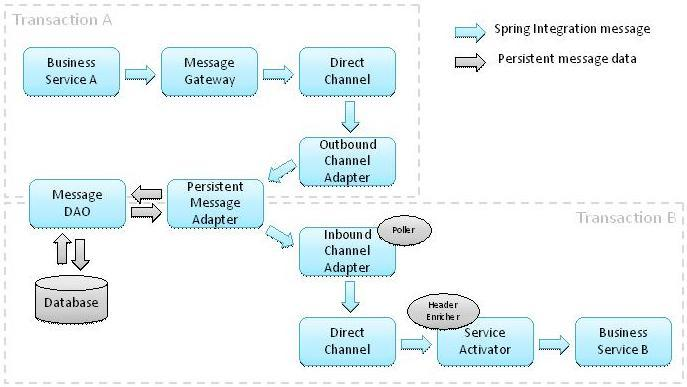 Transaction A
Spring Integration message
Persistent message data
Business
Service A
Message
Gateway
Direct
Channel
Outbound
Channel
Adapter
Message
DAO
Persistent
Message
Adapter
Transaction B
Inbound
Channel
Adapter
Poller
Database
Direct
Channel
Header
Enricher
Service
Activator
Business
Service B